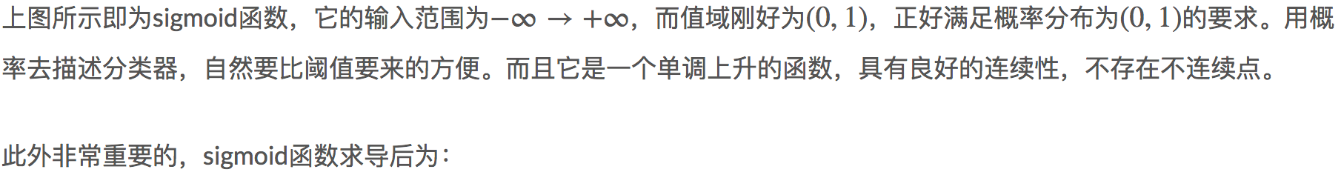 上图所示即为sigmoid函数，它的输入范围为−∞ → +∞，而值域刚好为(0, 1)，正好满足概率分布为(0, 1)的要求。用概
率去描述分类器，自然要比阈值要来的方便。而且它是一个单调上升的函数，具有良好的连续性，不存在不连续点。
此外非常重要的，sigmoid函数求导后为：